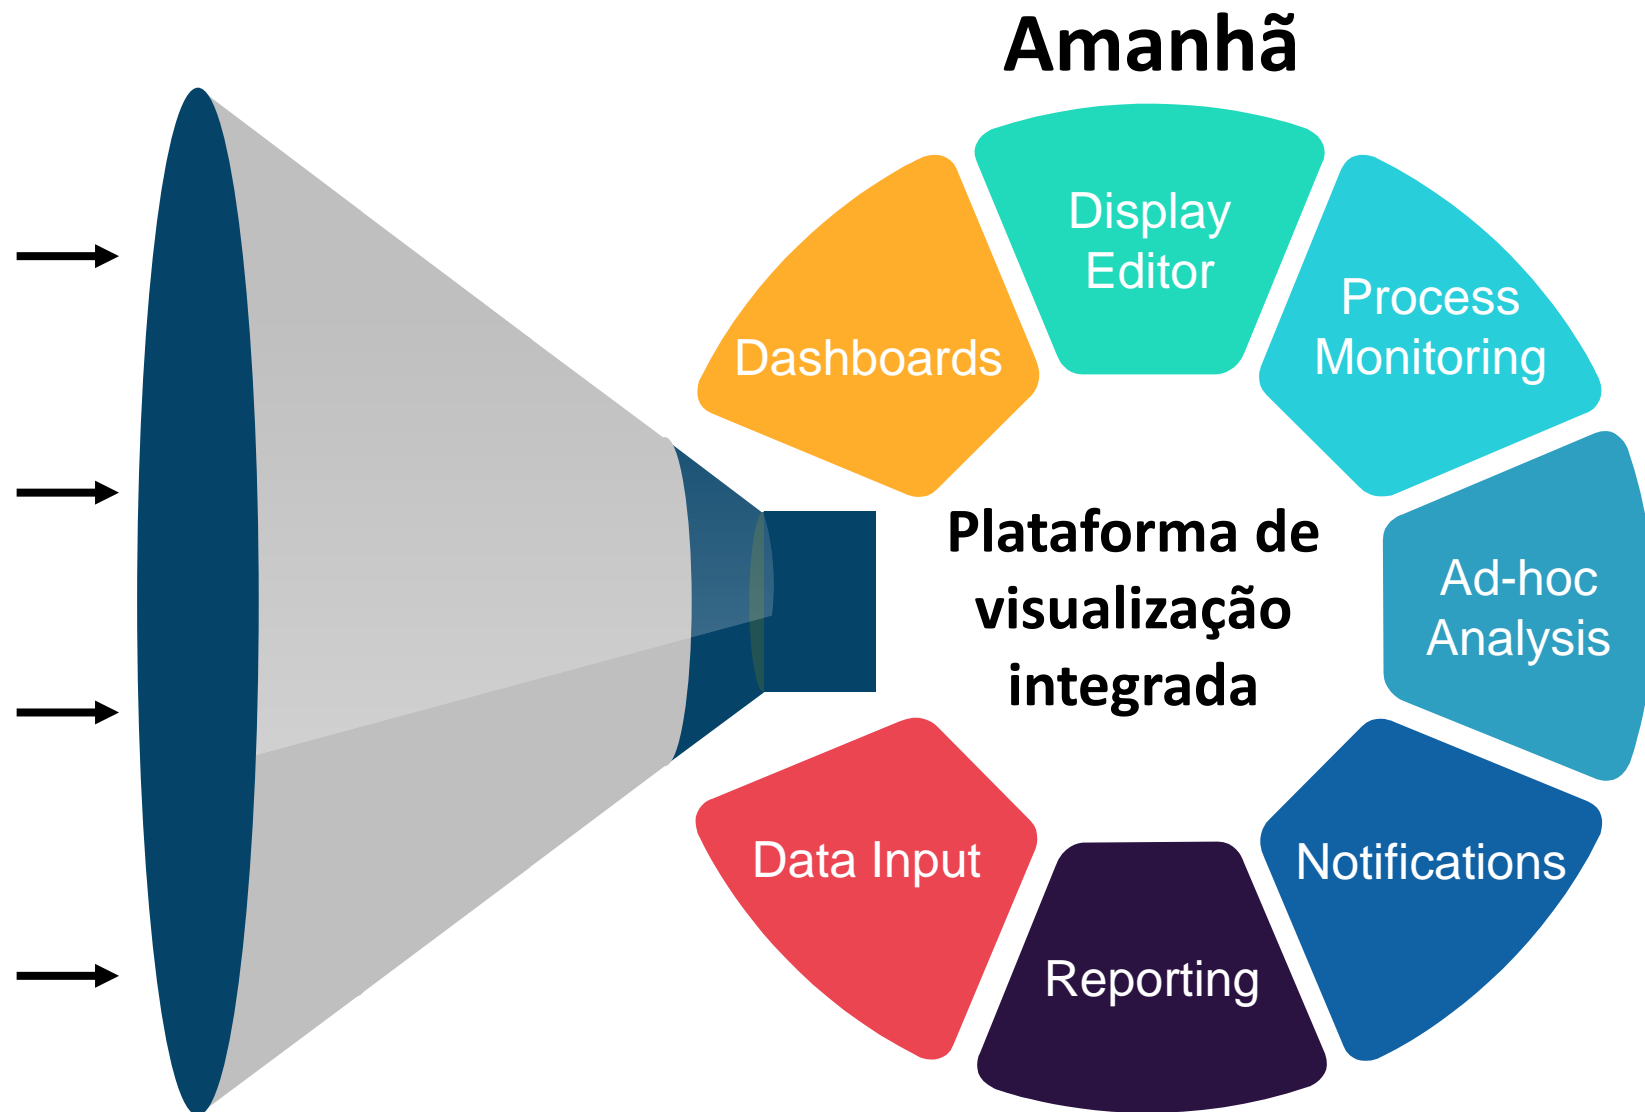 Amanhã
Display
Editor
Process
Monitoring
Dashboards
Plataforma de
visualização
integrada
Ad-hoc
Analysis
Data Input
Notifications
Reporting